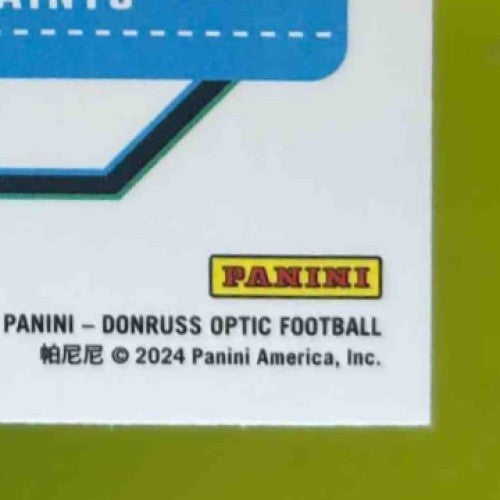 PANINI
PANINI – DONRUSS OPTIC FOOTBALL
帕尼尼 © 2024 Panini America, Inc.